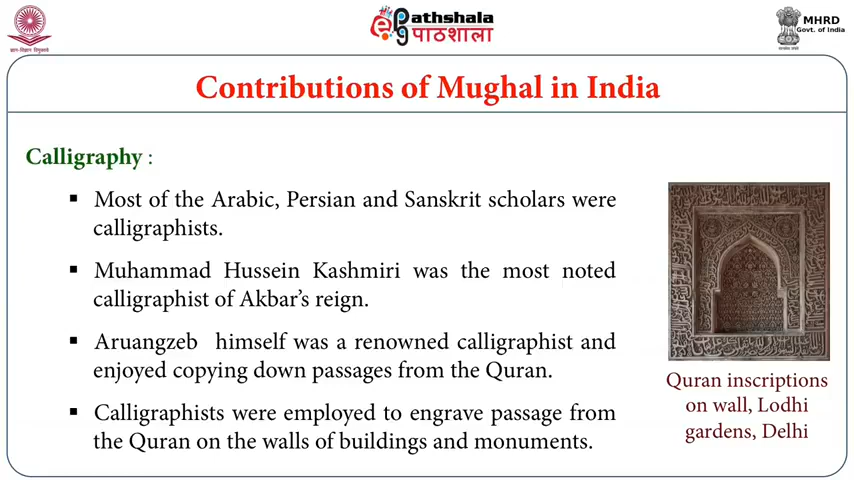 ePathshala
पाठशाला
MHRD
Govt. of India
Contributions of Mughal in India
Calligraphy :
▪ Most of the Arabic, Persian and Sanskrit scholars were
calligraphists.
▪ Muhammad Hussein Kashmiri was the most noted
calligraphist of Akbar’s reign.
▪ Aruangzeb himself was a renowned calligraphist and
enjoyed copying down passages from the Quran.
▪ Calligraphists were employed to engrave passage from
the Quran on the walls of buildings and monuments.
Quran inscriptions
on wall, Lodhi
gardens, Delhi